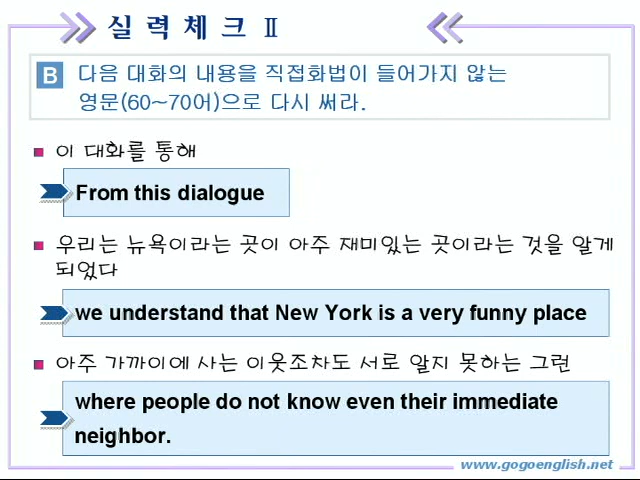 실 력 체 크 Ⅱ
B 다음 대화의 내용을 직접화법이 들어가지 않는
영문(60~70어)으로 다시 써라.
이 대화를 통해
From this dialogue
우리는 뉴욕이라는 곳이 아주 재미있는 곳이라는 것을 알게
되었다
we understand that New York is a very funny place
아주 가까이에 사는 이웃조차도 서로 알지 못하는 그런
where people do not know even their immediate
neighbor.
www.gogoenglish.net